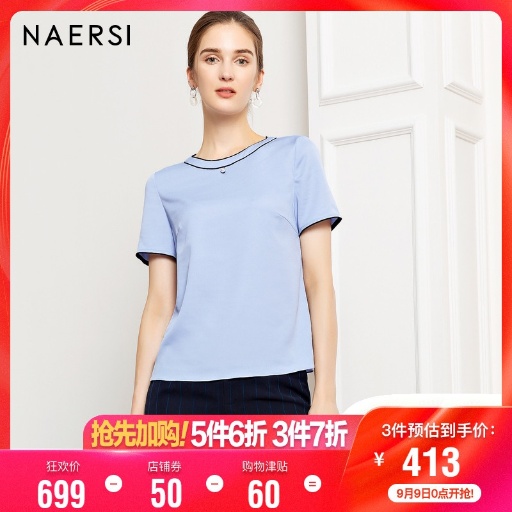 NAERSI
抢先加购! 5件6折 3件7折
3件预估到手价:
¥ 413
9月9日0点开抢!
狂欢价 店铺券 购物津贴
699 - 50 - 60 =